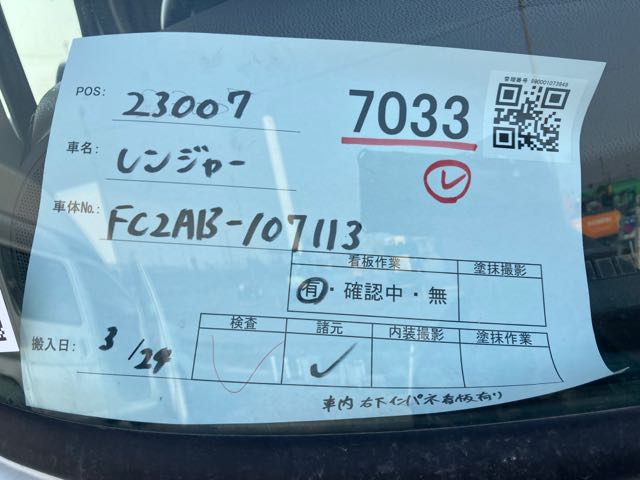 管理番号 890001073949
POS: 23007
7033
車名: レンジャー
車体No.: FC2AB-107113
看板作業 塗抹撮影
有・確認中・無
検査 諸元 内装撮影 塗抹作業
搬入日: 3/24
車内 右下インパネ看板有り